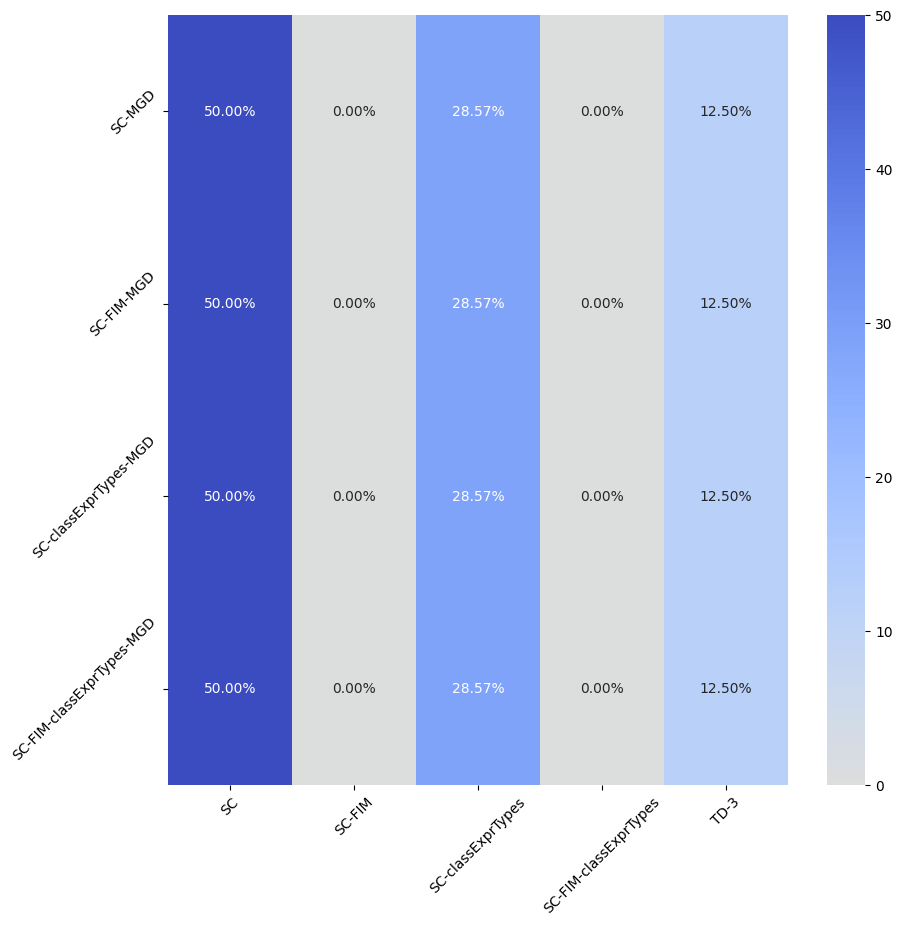 SC-MGD
50.00% 0.00% 28.57% 0.00% 12.50%
SC-FIM-MGD
50.00% 0.00% 28.57% 0.00% 12.50%
SC-classExprTypes-MGD
50.00% 0.00% 28.57% 0.00% 12.50%
SC-FIM-classExprTypes-MGD
50.00% 0.00% 28.57% 0.00% 12.50%
SC
SC-FIM
SC-classExprTypes
SC-FIM-classExprTypes
TD-3
50
40
30
20
10
0